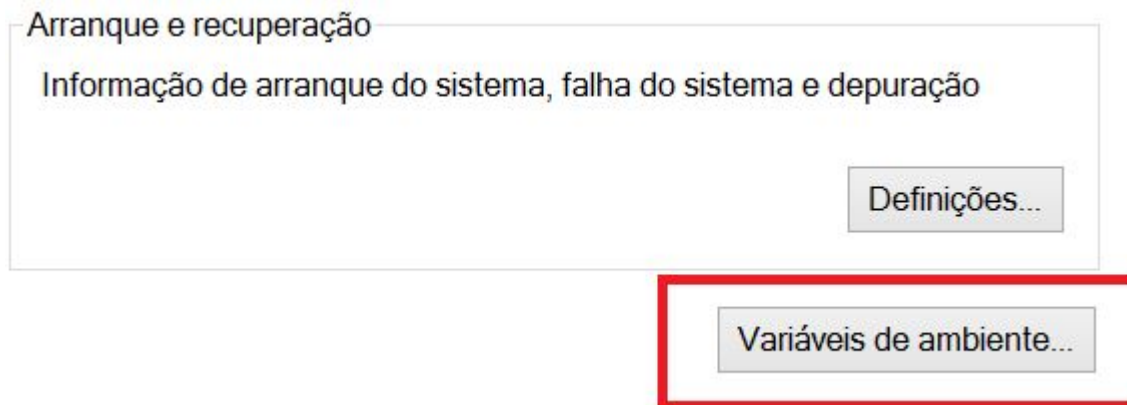 Arranque e recuperação
Informação de arranque do sistema, falha do sistema e depuração
Definições...
Variáveis de ambiente...